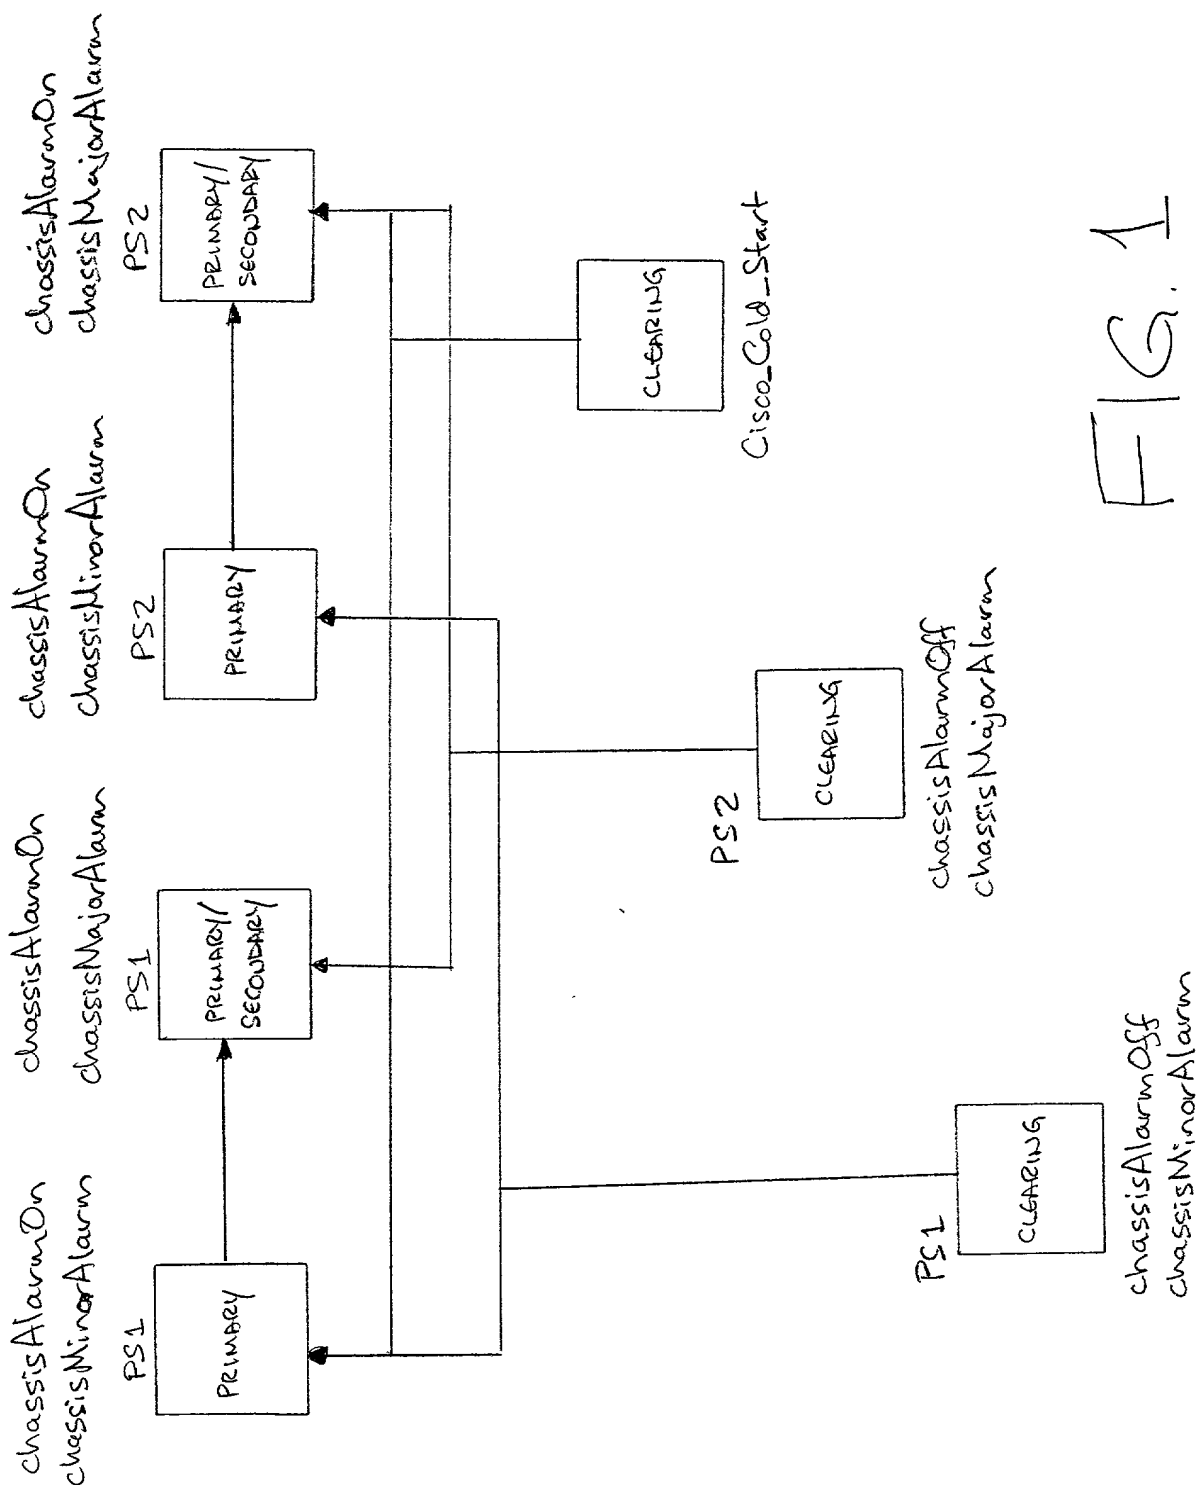 chassisAlarmOn
chassisMinorAlarm
PS1
PRIMARY
chassisAlarmOn
chassisMajorAlarm
PS1
PRIMARY/
SECONDARY
chassisAlarmOn
chassisMinorAlarm
PS2
PRIMARY
chassisAlarmOn
chassisMajorAlarm
PS2
PRIMARY/
SECONDARY
PS1
CLEARING
chassisAlarmOff
chassisMinorAlarm
PS2
CLEARING
chassisAlarmOff
chassisMajorAlarm
CLEARING
Cisco_Cold_Start
FIG. 1